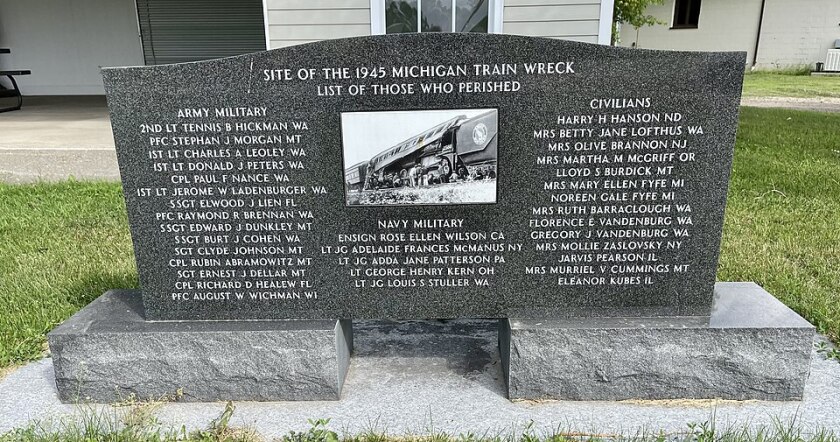 SITE OF THE 1945 MICHIGAN TRAIN WRECK
LIST OF THOSE WHO PERISHED
ARMY MILITARY
2ND LT TENNIS B HICKMAN WA
PFC STEPHAN J MORGAN MT
1ST LT CHARLES A LEOLEY WA
1ST LT DONALD J PETERS WA
CPL PAUL F NANCE WA
1ST LT JEROME W LADENBURGER WA
SSGT ELWOOD J LIEN FL
PFC RAYMOND R BRENNAN WA
SSGT EDWARD J DUNKLEY MT
SSGT BURT J COHEN WA
SGT CLYDE JOHNSON MT
CPL RUBIN ABRAMOWITZ MT
SGT ERNEST J DELLAR MT
CPL RICHARD D HEALEW FL
PFC AUGUST W WICHMAN WI
NAVY MILITARY
ENSIGN ROSE ELLEN WILSON CA
LT JG ADELAIDE FRANCES MCMANUS NY
LT JG ADDA JANE PATTERSON PA
LT GEORGE HENRY KERN OH
LT JG LOUIS S STULLER WA
CIVILIANS
HARRY H HANSON ND
MRS BETTY JANE LOFTHUS WA
MRS OLIVE BRANNON NJ
MRS MARTHA M McGRIFF OR
LLOYD S BURDICK MT
MRS MARY ELLEN FYFE MI
NOREEN GALE FYFE MI
MRS RUTH BARRACLOUGH WA
FLORENCE E VANDENBURG WA
GREGORY J VANDENBURG WA
MRS MOLLIE ZASLOVSKY NY
JARVIS PEARSON IL
MRS MURRIEL V CUMMINGS MT
ELEANOR KUBES IL